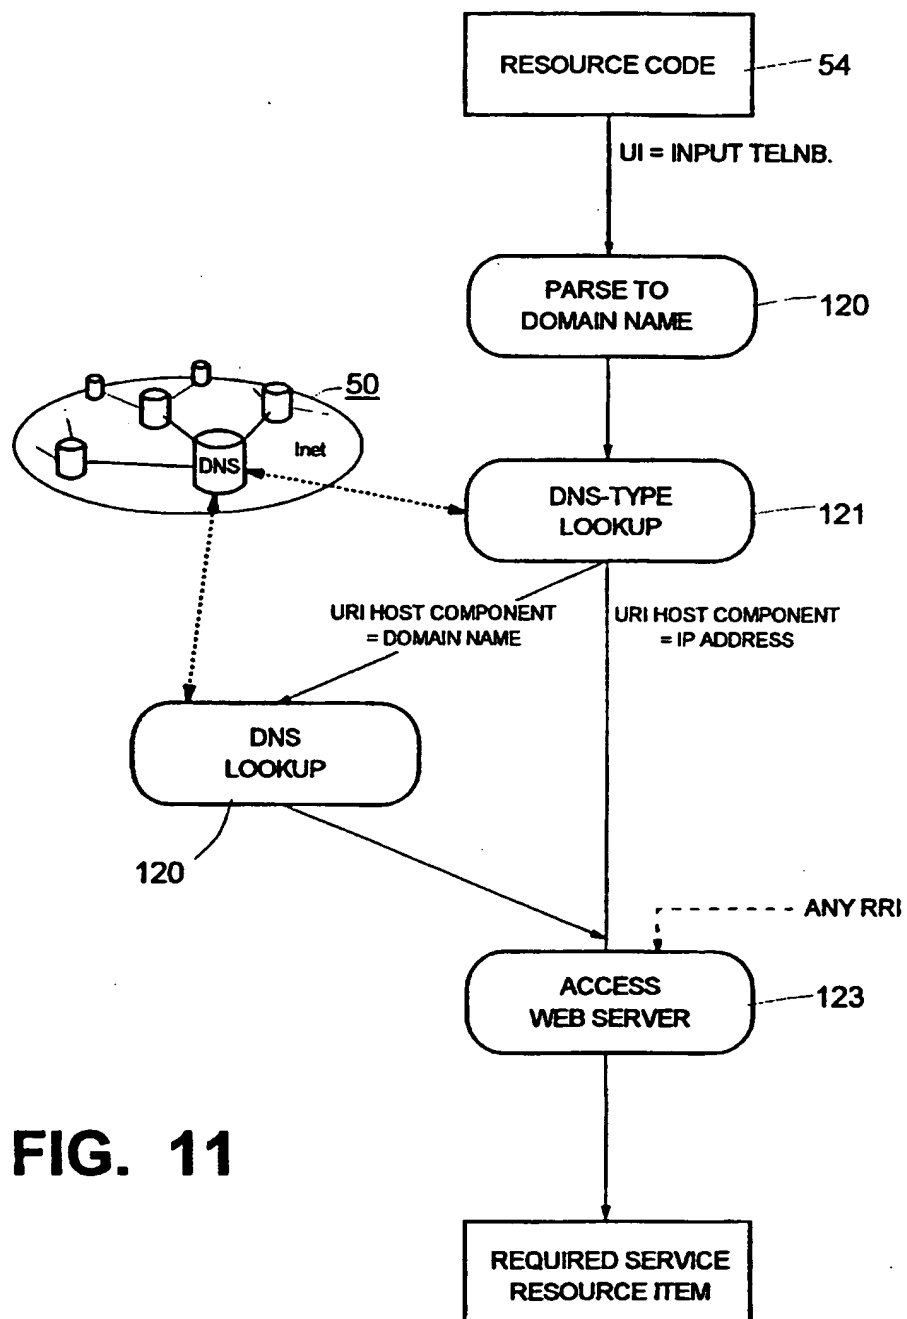 RESOURCE CODE
54
UI = INPUT TELNB.
PARSE TO
DOMAIN NAME
120
50
Inet
DNS
DNS-TYPE
LOOKUP
121
URI HOST COMPONENT
= DOMAIN NAME
URI HOST COMPONENT
= IP ADDRESS
DNS
LOOKUP
120
ANY RRI
ACCESS
WEB SERVER
123
FIG. 11
REQUIRED SERVICE
RESOURCE ITEM